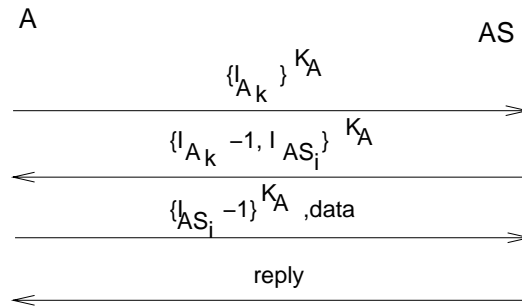 A
AS
{I_{A_k}}^{K_A}
{I_{A_k} −1, I_{AS_i}}^{K_A}
{I_{AS_i} −1}^{K_A} ,data
reply